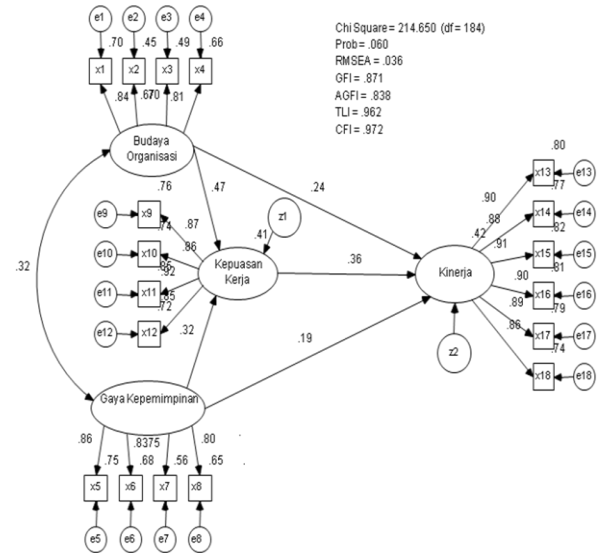 e1 e2 e3 e4
.70 .45 .49 .66
x1 x2 x3 x4
.84 .67 .70 .81
Chi Square = 214.650 (df = 184)
Prob = .060
RMSEA = .036
GFI = .871
AGFI = .838
TLI = .962
CFI = .972
Budaya
Organisasi
.47
.24
.32
.76
e9 x9
.74 .87
e10 x10
.86
.92
e11 x11
.85
.72
e12 x12
z1
.41
Kepuasan
Kerja
.36
.32
.19
.42
Kinerja
z2
.80
x13 e13
.90 .77
x14 e14
.88 .82
.91
x15 e15
.81
.90
x16 e16
.89 .79
x17 e17
.86 .74
x18 e18
Gaya Kepemimpinan
.86 .8375 .80
.75 .68 .56 .65
x5 x6 x7 x8
e5 e6 e7 e8